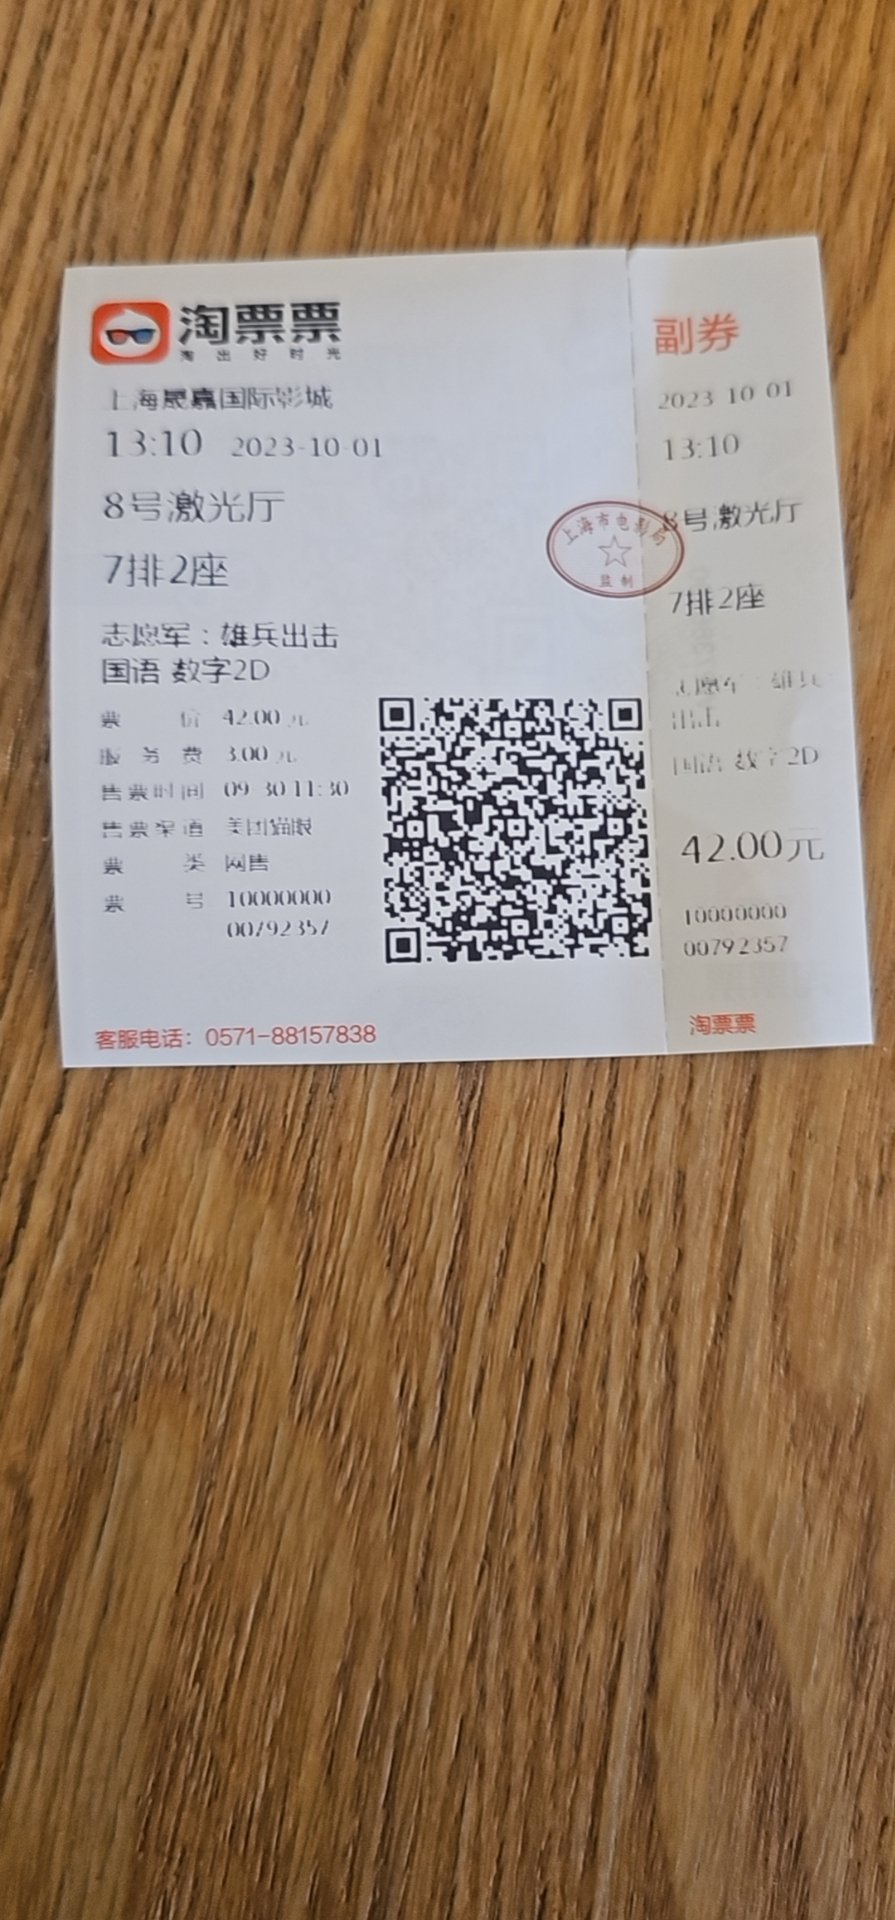 淘票票
淘出好时光
上海晟嘉国际影城
13:10 2023-10-01
8号激光厅
7排2座
志愿军：雄兵出击
国语 数字2D
票价 42.00元
服务费 3.00元
售票时间 09-30 11:30
售票渠道 美团猫眼
票类 网售
票号 10000000
00792357
客服电话：0571-88157838
上海市电影局
监制
副券
2023-10-01
13:10
8号激光厅
7排2座
志愿军：雄兵
出击
国语 数字2D
42.00元
10000000
00792357
淘票票